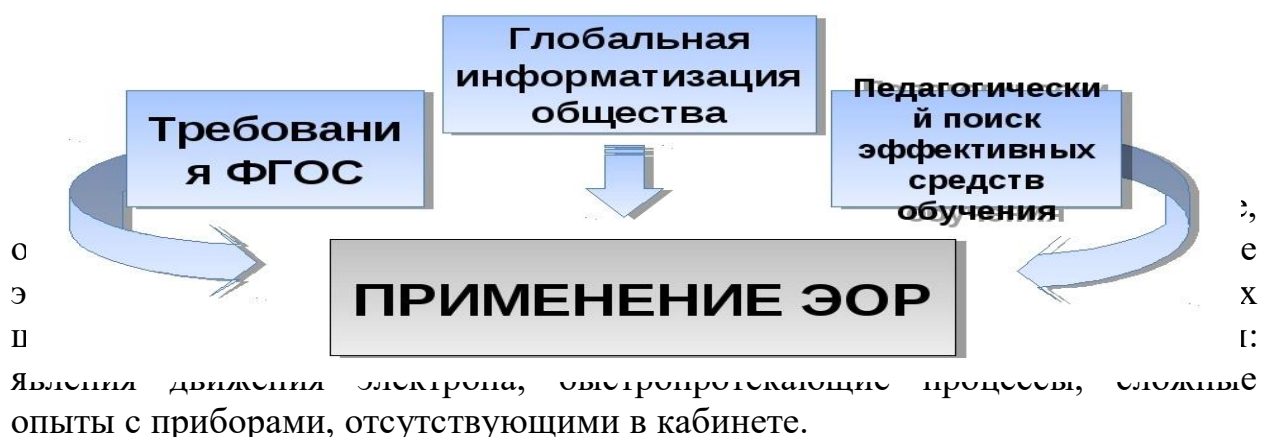 Глобальная
информатизация
общества
Требовани
я ФГОС
Педагогически
й поиск
эффективных
средств
обучения
ПРИМЕНЕНИЕ ЭОР
явления движения электрона, быстропротекающие процессы, сложные
опыты с приборами, отсутствующими в кабинете.